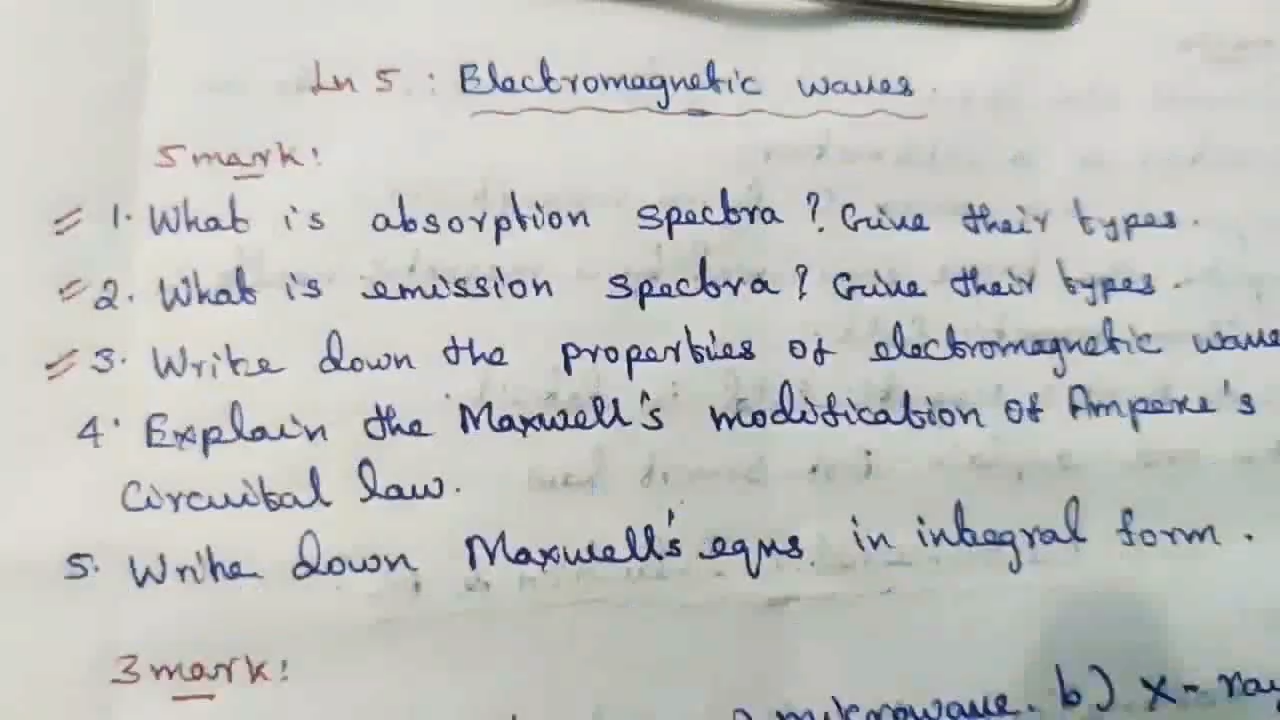 Ln 5 : Electromagnetic waves.
5 mark:
1. What is absorption spectra? Give their types.
2. What is emission spectra? Give their types.
3. Write down the properties of electromagnetic wave
4. Explain the Maxwell's modification of Ampere's
Circuital law.
5. Write down Maxwell's eqns in integral form.
3 mark:
microwave. b) X-ray